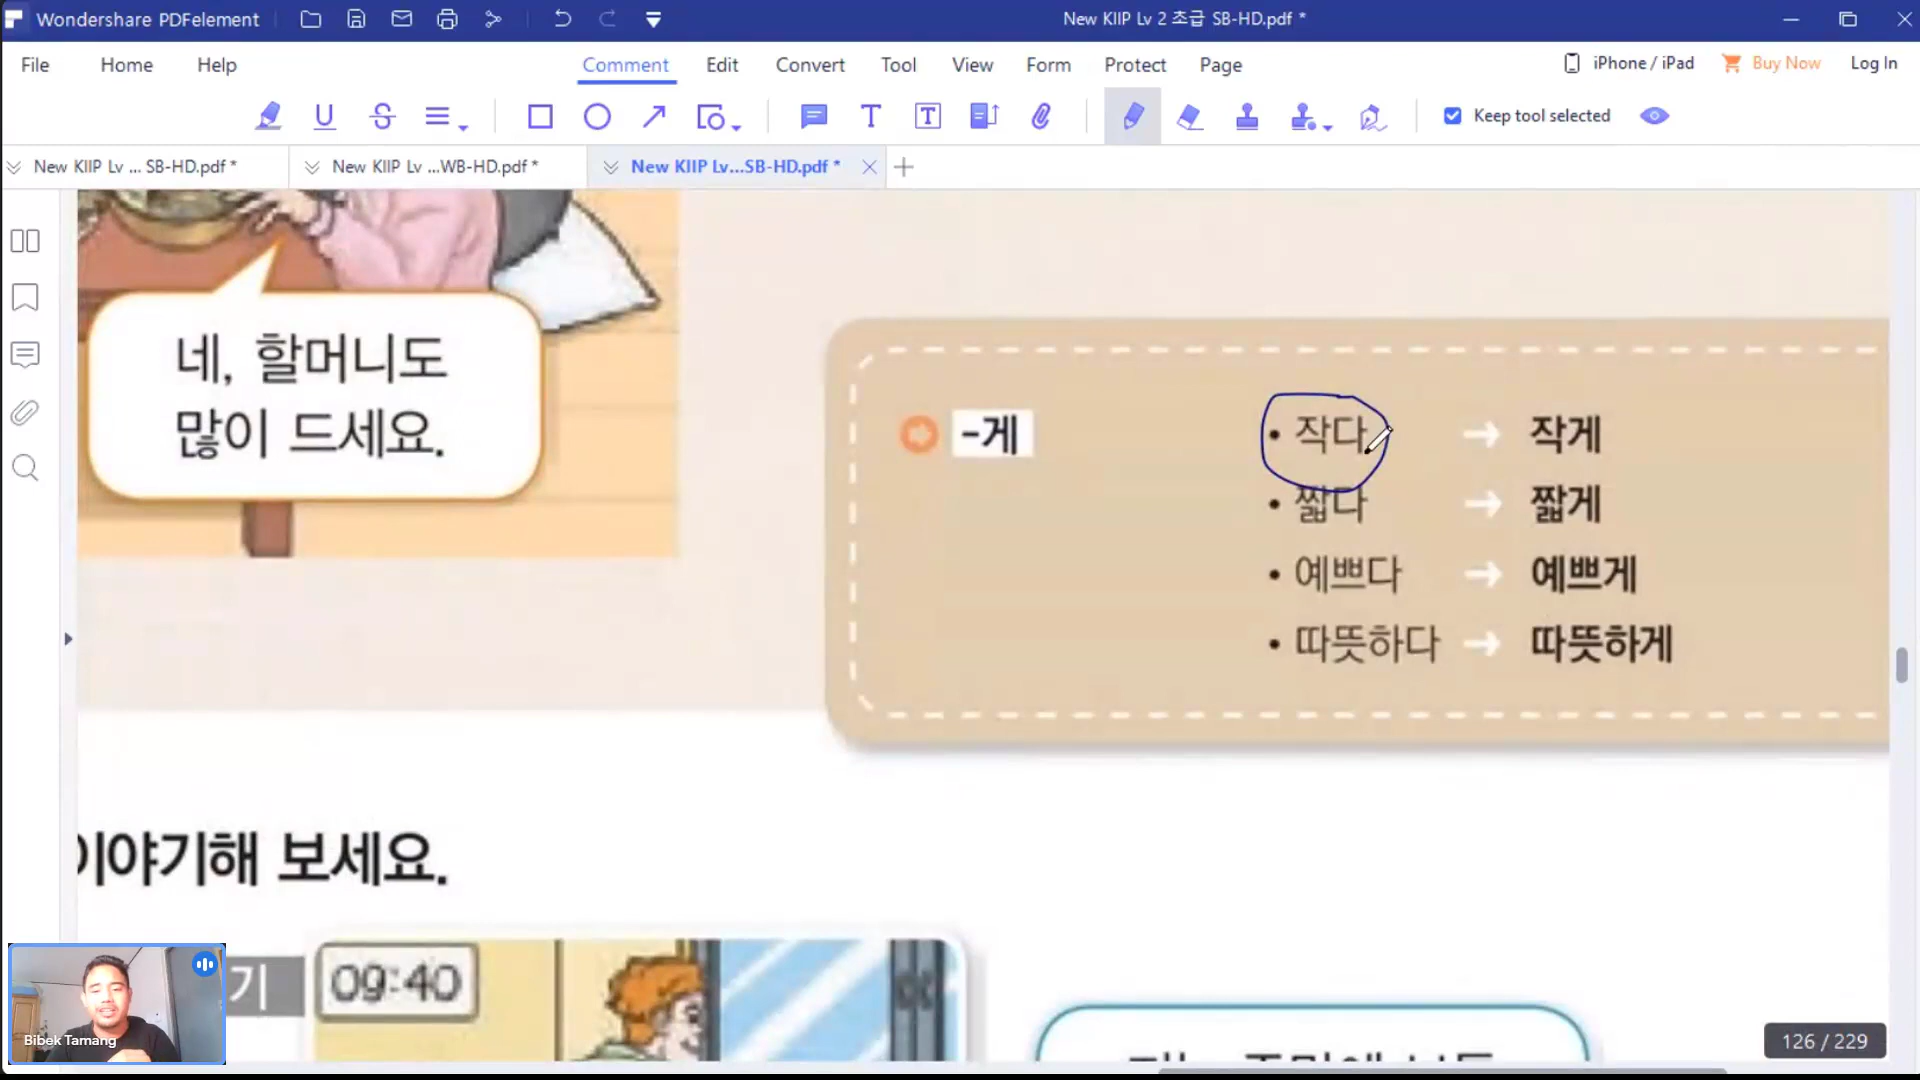 Wondershare PDFelement
New KIIP Lv 2 초급 SB-HD.pdf *
File Home Help Comment Edit Convert Tool View Form Protect Page iPhone / iPad Buy Now Log In
Keep tool selected
New KIIP Lv ... SB-HD.pdf * New KIIP Lv ...WB-HD.pdf * New KIIP Lv...SB-HD.pdf *
네, 할머니도
많이 드세요.
-게
• 작다 → 작게
• 짧다 → 짧게
• 예쁘다 → 예쁘게
• 따뜻하다 → 따뜻하게
이야기해 보세요.
기
09:40
Bibek Tamang
126 / 229